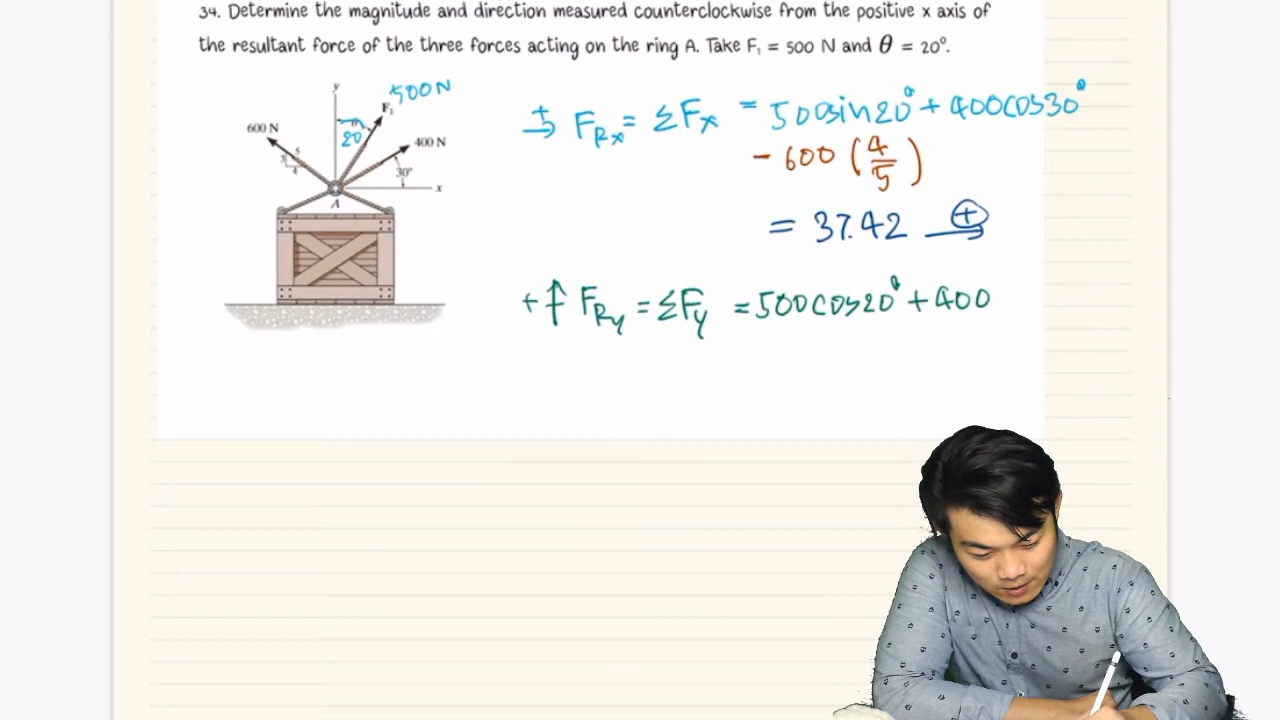 34. Determine the magnitude and direction measured counterclockwise from the positive x axis of
the resultant force of the three forces acting on the ring A. Take F₁ = 500 N and θ = 20°.
y
500N
F₁
θ
20
600 N
5
3
4
400 N
30°
x
A
+→ F_Rx = ΣFx = 500sin20° + 400cos30°
- 600 (4/5)
= 37.42 ⊕→
+↑ F_Ry = ΣFy = 500cos20° + 400